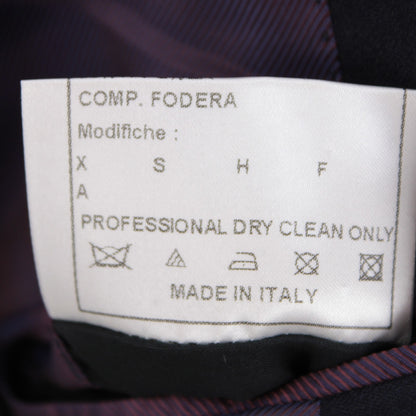 COMP. FODERA
Modifiche :
X S H F
A
PROFESSIONAL DRY CLEAN ONLY
MADE IN ITALY